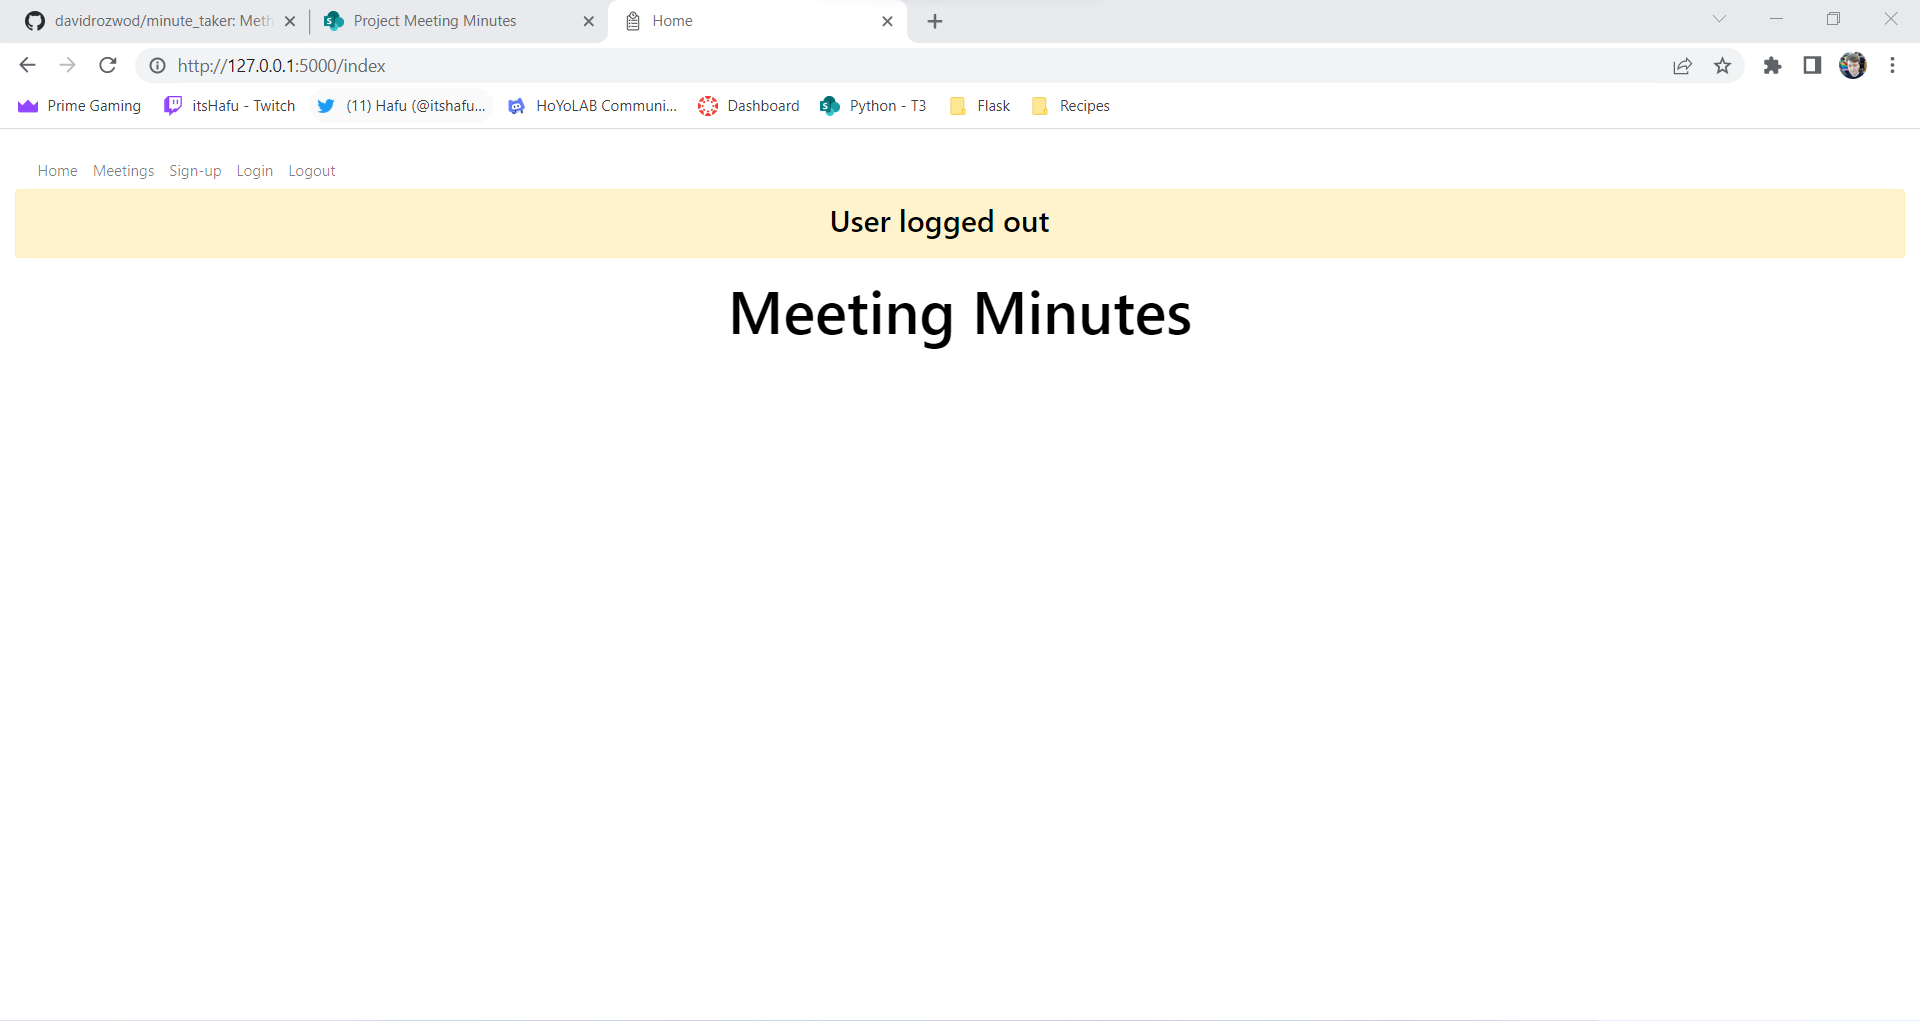 davidrozwod/minute_taker: Meth
Project Meeting Minutes
Home
http://127.0.0.1:5000/index
Prime Gaming
itsHafu - Twitch
(11) Hafu (@itshafu...
HoYoLAB Communi...
Dashboard
Python - T3
Flask
Recipes
Home Meetings Sign-up Login Logout
User logged out
Meeting Minutes